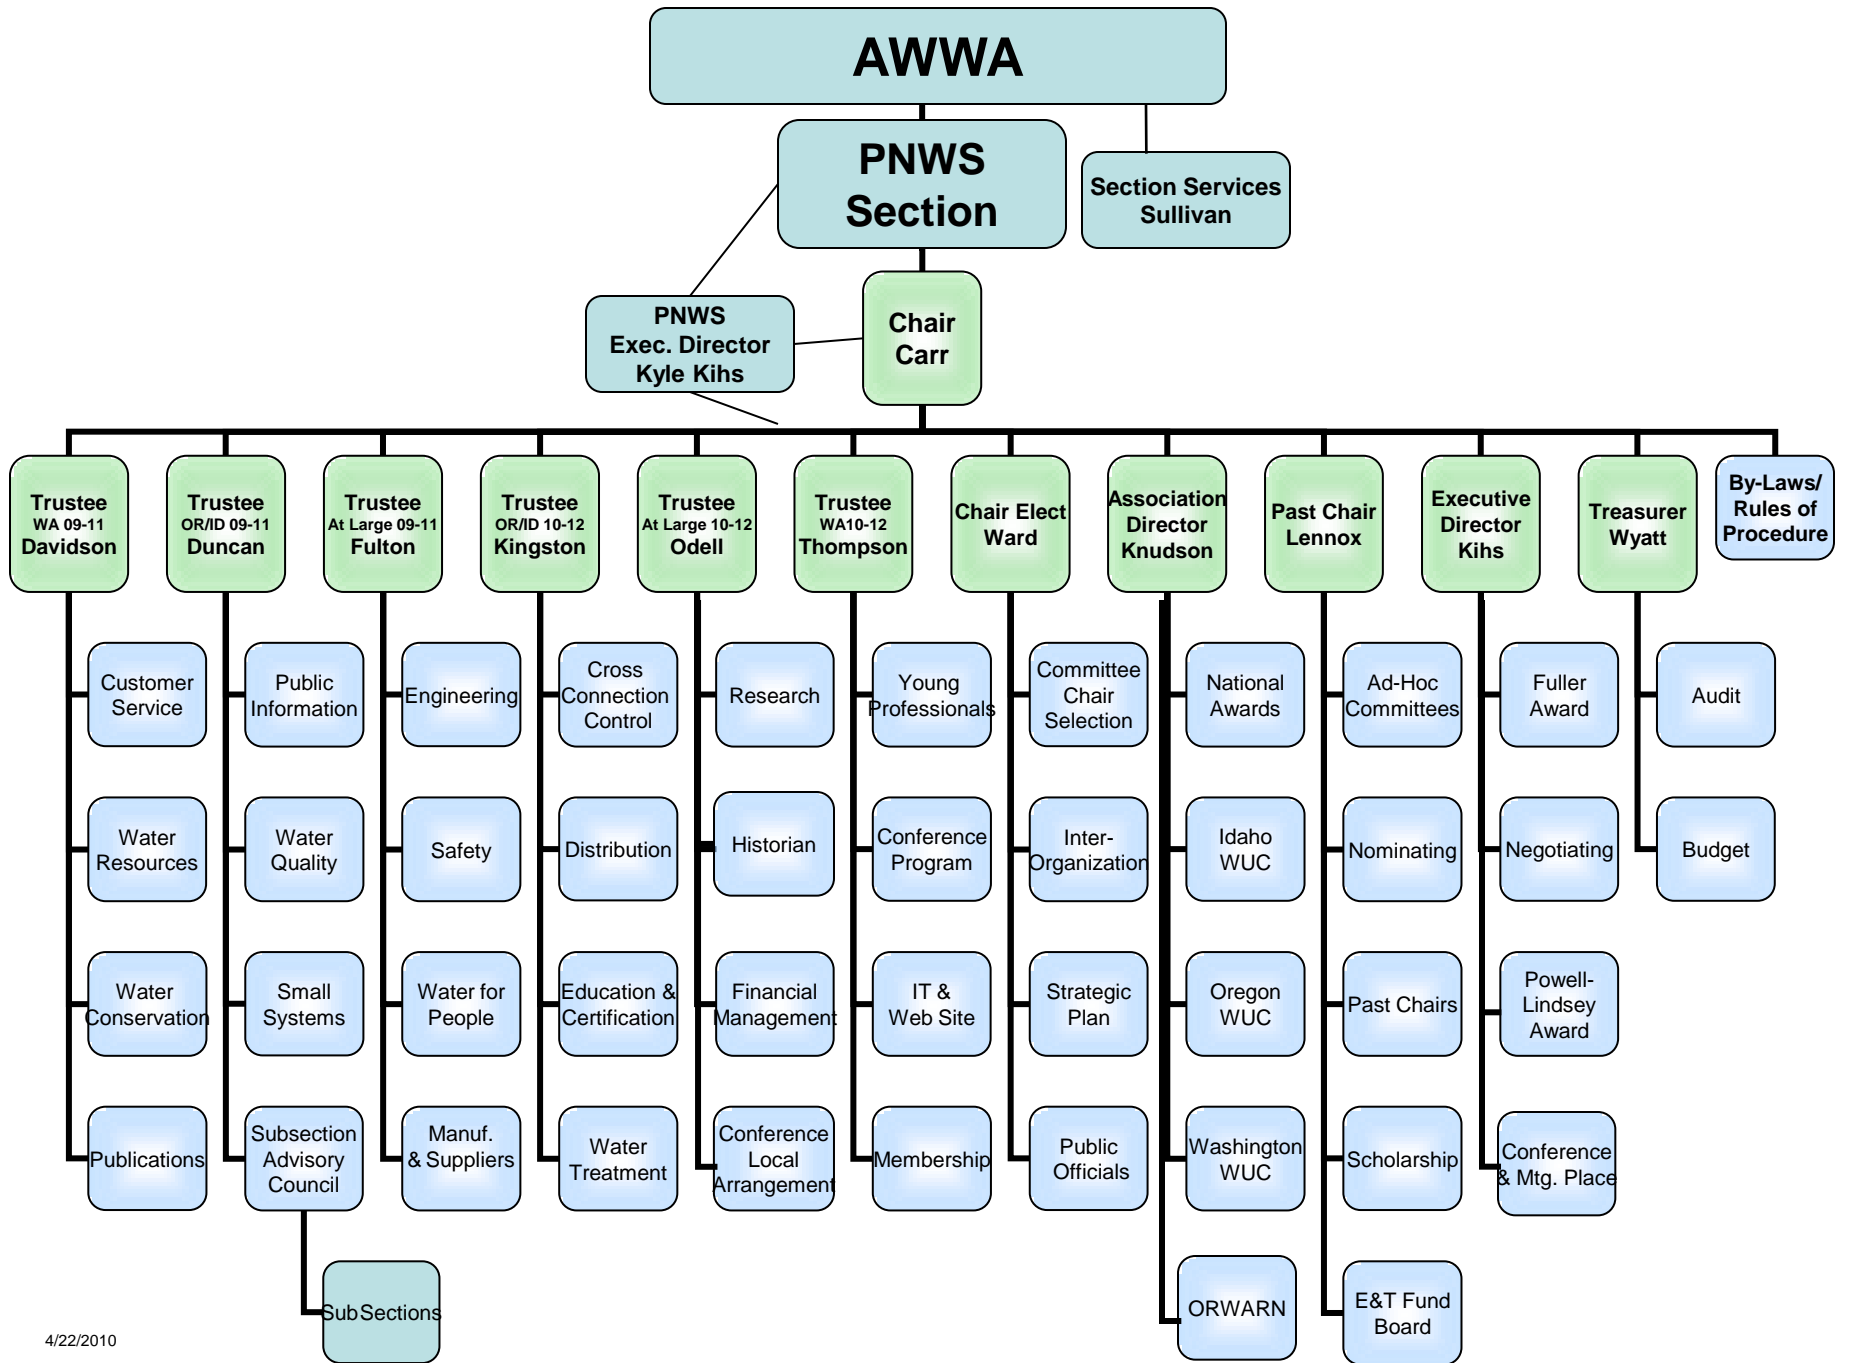 AWWA
PNWS
Section
Section Services
Sullivan
PNWS
Exec. Director
Kyle Kihs
Chair
Carr
Trustee
WA 09-11
Davidson
Trustee
OR/ID 09-11
Duncan
Trustee
At Large 09-11
Fulton
Trustee
OR/ID 10-12
Kingston
Trustee
At Large 10-12
Odell
Trustee
WA10-12
Thompson
Chair Elect
Ward
Association
Director
Knudson
Past Chair
Lennox
Executive
Director
Kihs
Treasurer
Wyatt
By-Laws/
Rules of
Procedure
Customer
Service
Public
Information
Engineering
Cross
Connection
Control
Research
Young
Professionals
Committee
Chair
Selection
National
Awards
Ad-Hoc
Committees
Fuller
Award
Audit
Water
Resources
Water
Quality
Safety
Distribution
Historian
Conference
Program
Inter-
Organization
Idaho
WUC
Nominating
Negotiating
Budget
Water
Conservation
Small
Systems
Water for
People
Education &
Certification
Financial
Management
IT &
Web Site
Strategic
Plan
Oregon
WUC
Past Chairs
Powell-
Lindsey
Award
Publications
Subsection
Advisory
Council
Manuf.
& Suppliers
Water
Treatment
Conference
Local
Arrangement
Membership
Public
Officials
Washington
WUC
Scholarship
Conference
& Mtg. Place
SubSections
ORWARN
E&T Fund
Board
4/22/2010